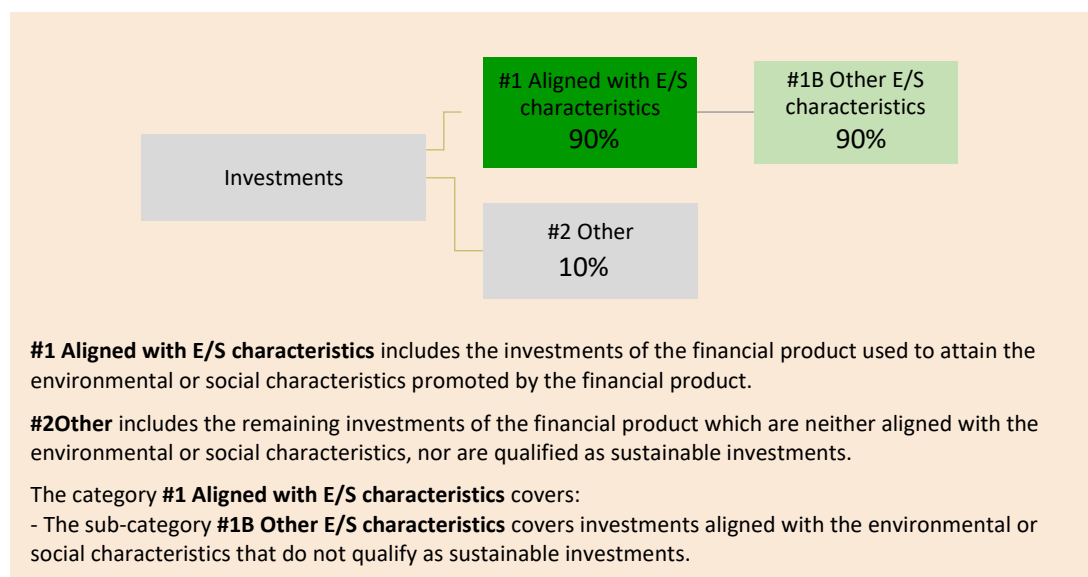 #1 Aligned with E/S
characteristics
90%
#1B Other E/S
characteristics
90%
Investments
#2 Other
10%
#1 Aligned with E/S characteristics includes the investments of the financial product used to attain the
environmental or social characteristics promoted by the financial product.
#2Other includes the remaining investments of the financial product which are neither aligned with the
environmental or social characteristics, nor are qualified as sustainable investments.
The category #1 Aligned with E/S characteristics covers:
- The sub-category #1B Other E/S characteristics covers investments aligned with the environmental or
social characteristics that do not qualify as sustainable investments.